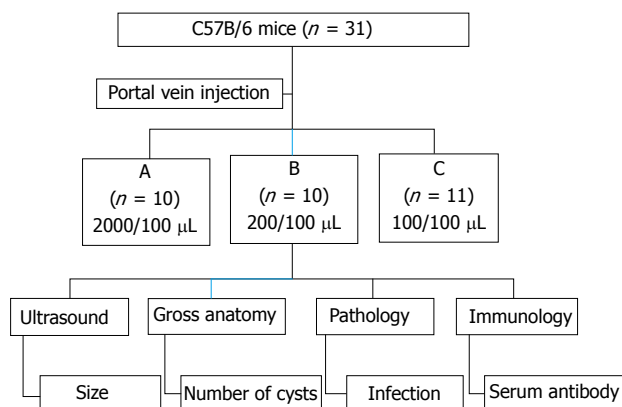 C57B/6 mice (n = 31)
Portal vein injection
A
(n = 10)
2000/100 μL
B
(n = 10)
200/100 μL
C
(n = 11)
100/100 μL
Ultrasound
Gross anatomy
Pathology
Immunology
Size
Number of cysts
Infection
Serum antibody